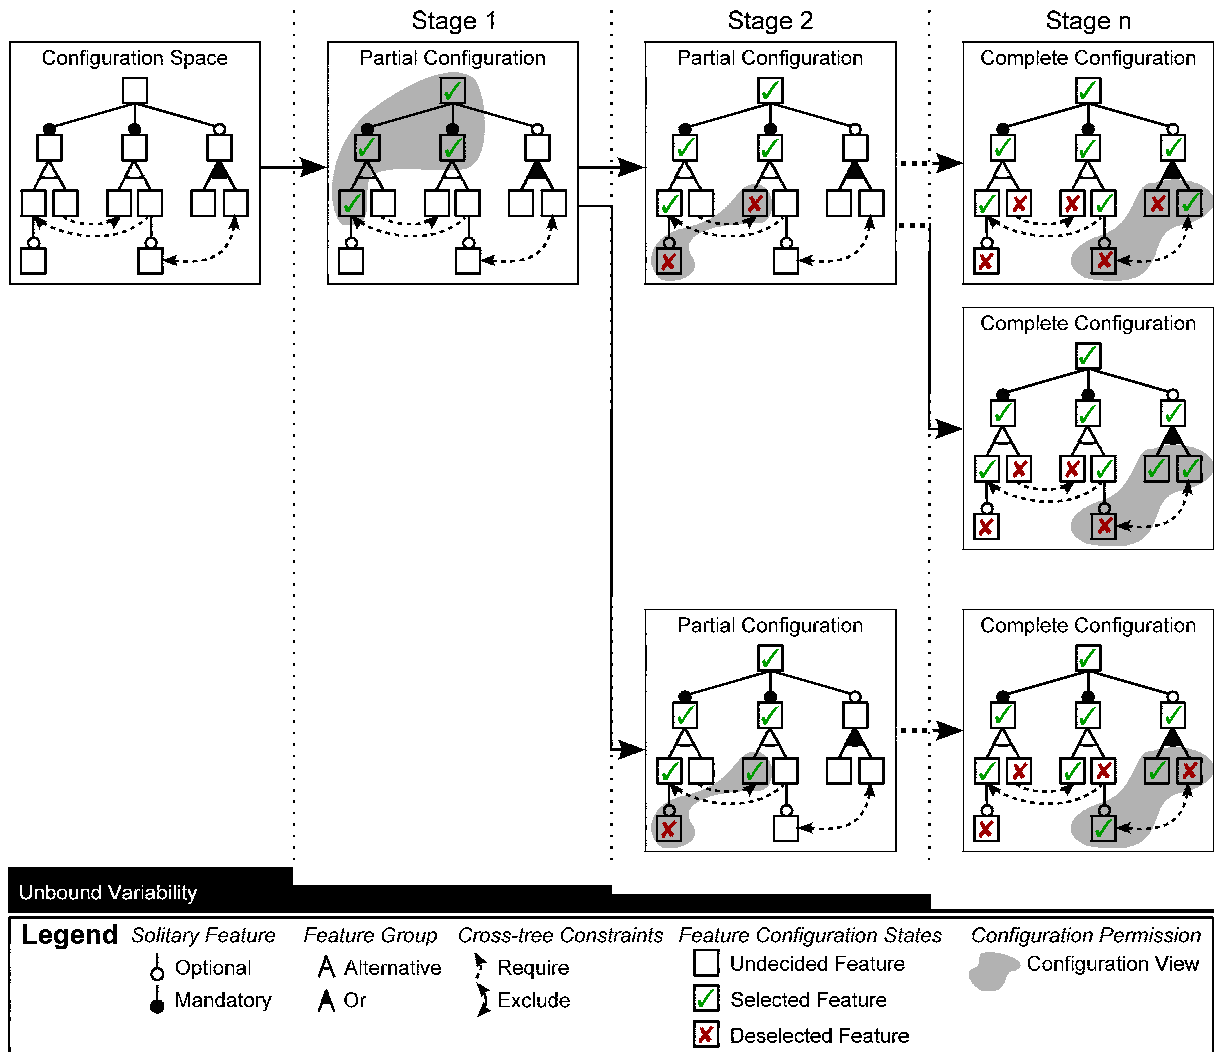 Stage 1
Stage 2
Stage n
Configuration Space
Partial Configuration
Partial Configuration
Complete Configuration
Complete Configuration
Partial Configuration
Complete Configuration
Unbound Variability
Legend
Solitary Feature
Optional
Mandatory
Feature Group
Alternative
Or
Cross-tree Constraints
Require
Exclude
Feature Configuration States
Undecided Feature
Selected Feature
Deselected Feature
Configuration Permission
Configuration View